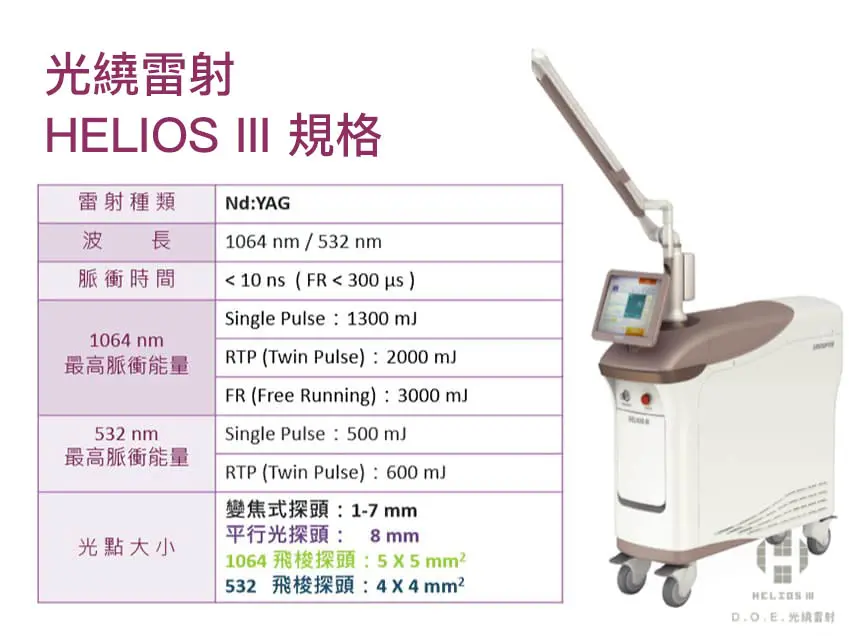 光繞雷射
HELIOS III 規格
雷射種類 Nd:YAG
波長 1064 nm / 532 nm
脈衝時間 < 10 ns ( FR < 300 μs )
1064 nm
最高脈衝能量
Single Pulse：1300 mJ
RTP (Twin Pulse)：2000 mJ
FR (Free Running)：3000 mJ
532 nm
最高脈衝能量
Single Pulse：500 mJ
RTP (Twin Pulse)：600 mJ
光點大小
變焦式探頭：1-7 mm
平行光探頭： 8 mm
1064 飛梭探頭：5 X 5 mm²
532 飛梭探頭：4 X 4 mm²
HELIOS III
HELIOS III
D.O.E.光繞雷射